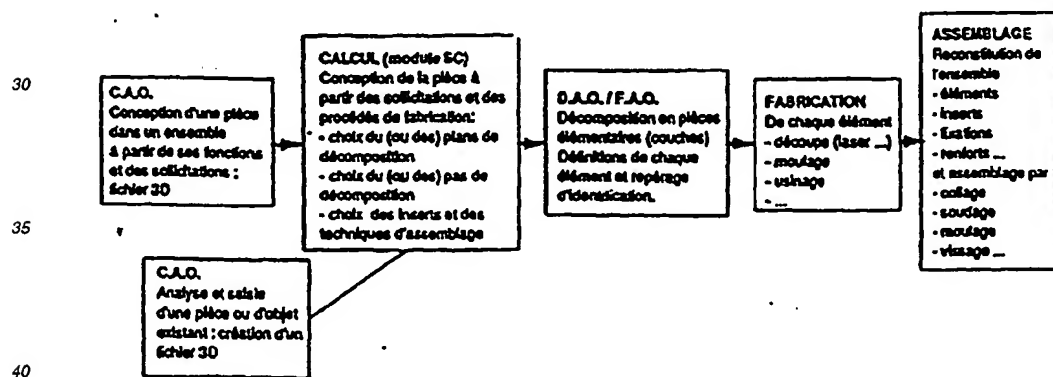 30
35
40
C.A.O.
Conception d'une pièce
dans un ensemble
à partir de ses fonctions
et des sollicitations ;
fichier 3D
C.A.O.
Analyse et saisie
d'une pièce ou d'objet
existant ; création d'un
fichier 3D
CALCUL (module SC)
Conception de la pièce à
partir des sollicitations et des
procédés de fabrication:
- choix du (ou des) plans de
décomposition
- choix du (ou des) pas de
décomposition
- choix des inserts et des
techniques d'assemblage
D.A.O. / F.A.O.
Décomposition en pièces
élémentaires (couches)
Définitions de chaque
élément et repérage
d'identification.
FABRICATION
De chaque élément
- découpe (laser ...)
- moulage
- usinage
- ...
ASSEMBLAGE
Reconstitution de
l'ensemble
- éléments
- inserts
- fixations
- renforts ...
et assemblage par
- collage
- soudage
- moulage
- vissage ...